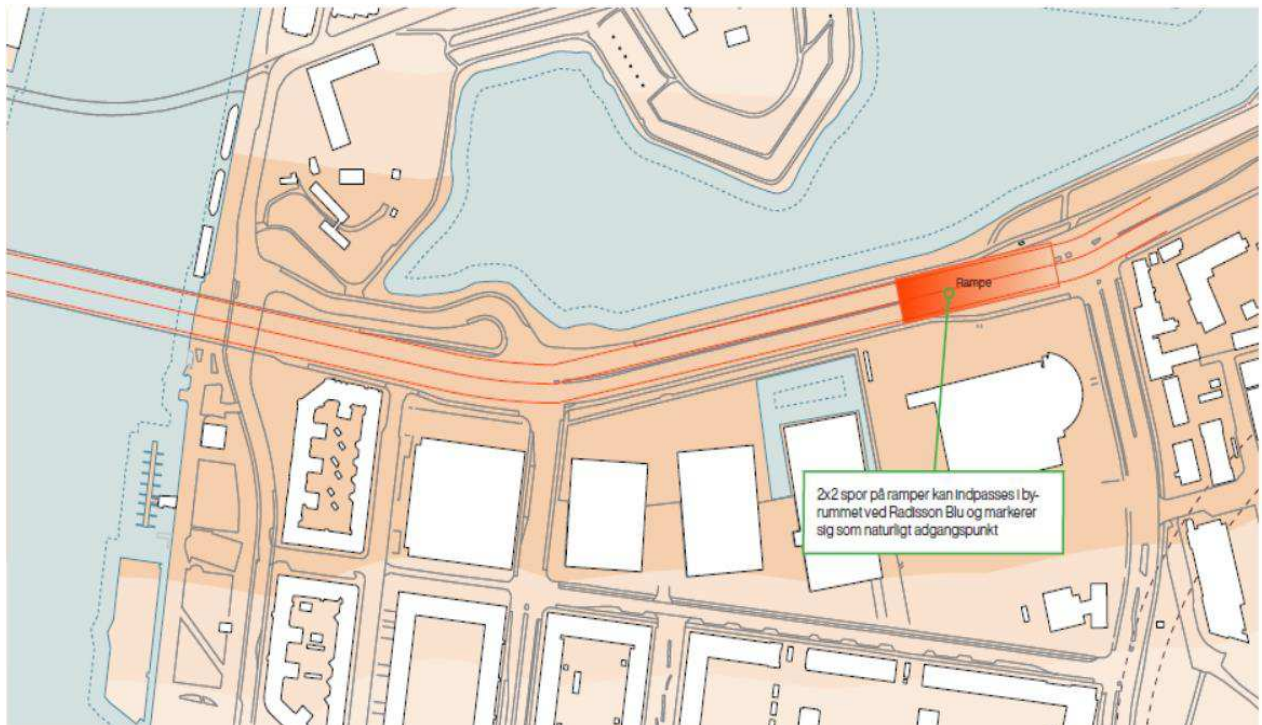 Rampe
2x2 spor på ramper kan indpasses i by-
rummet ved Radisson Blu og markerer
sig som naturligt adgangspunkt